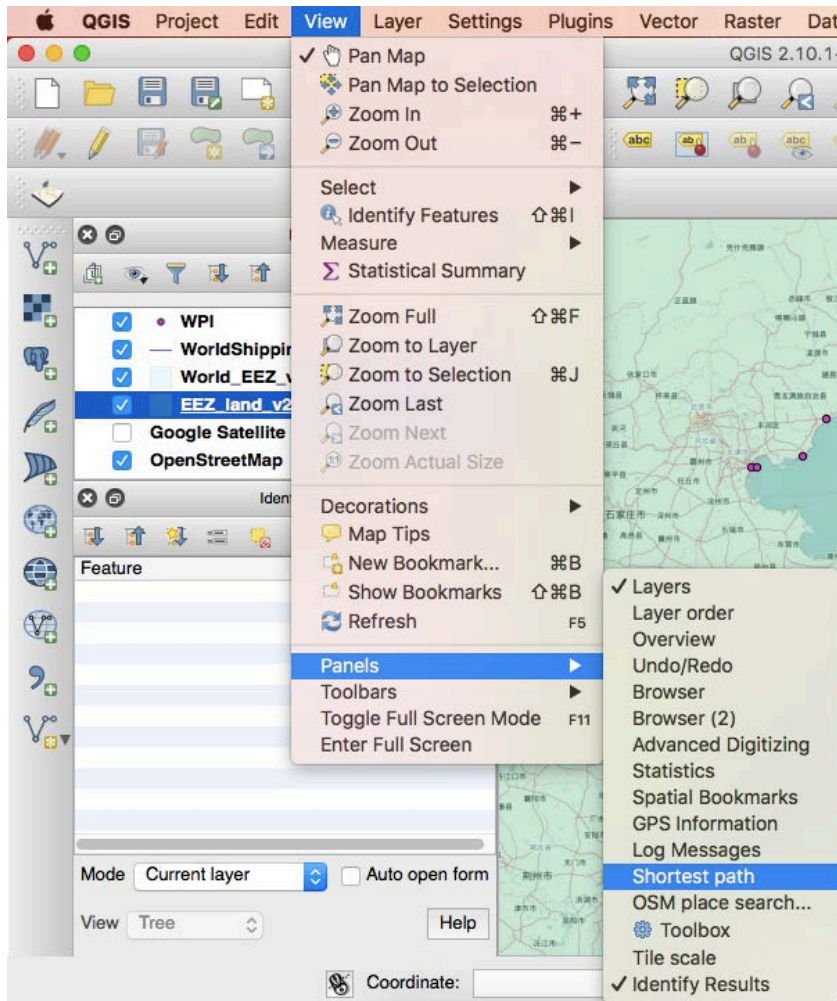 QGIS Project Edit View Layer Settings Plugins Vector Raster Dat
QGIS 2.10.1-
✓ Pan Map
Pan Map to Selection
Zoom In ⌘+
Zoom Out ⌘−
abc
Select ▶
Identify Features ⇧⌘I
Measure ▶
Σ Statistical Summary
Zoom Full ⇧⌘F
Zoom to Layer
Zoom to Selection ⌘J
Zoom Last
Zoom Next
Zoom Actual Size
Decorations ▶
Map Tips
New Bookmark... ⌘B
Show Bookmarks ⇧⌘B
Refresh F5
Panels ▶
Toolbars ▶
Toggle Full Screen Mode F11
Enter Full Screen
WPI
WorldShippin
World_EEZ_v
EEZ_land_v2
Google Satellite
OpenStreetMap
Iden
Feature
石家庄市
荆州市
✓ Layers
Layer order
Overview
Undo/Redo
Browser
Browser (2)
Advanced Digitizing
Statistics
Spatial Bookmarks
GPS Information
Log Messages
Shortest path
OSM place search...
Toolbox
Tile scale
✓ Identify Results
Mode Current layer Auto open form
View Tree Help
Coordinate: